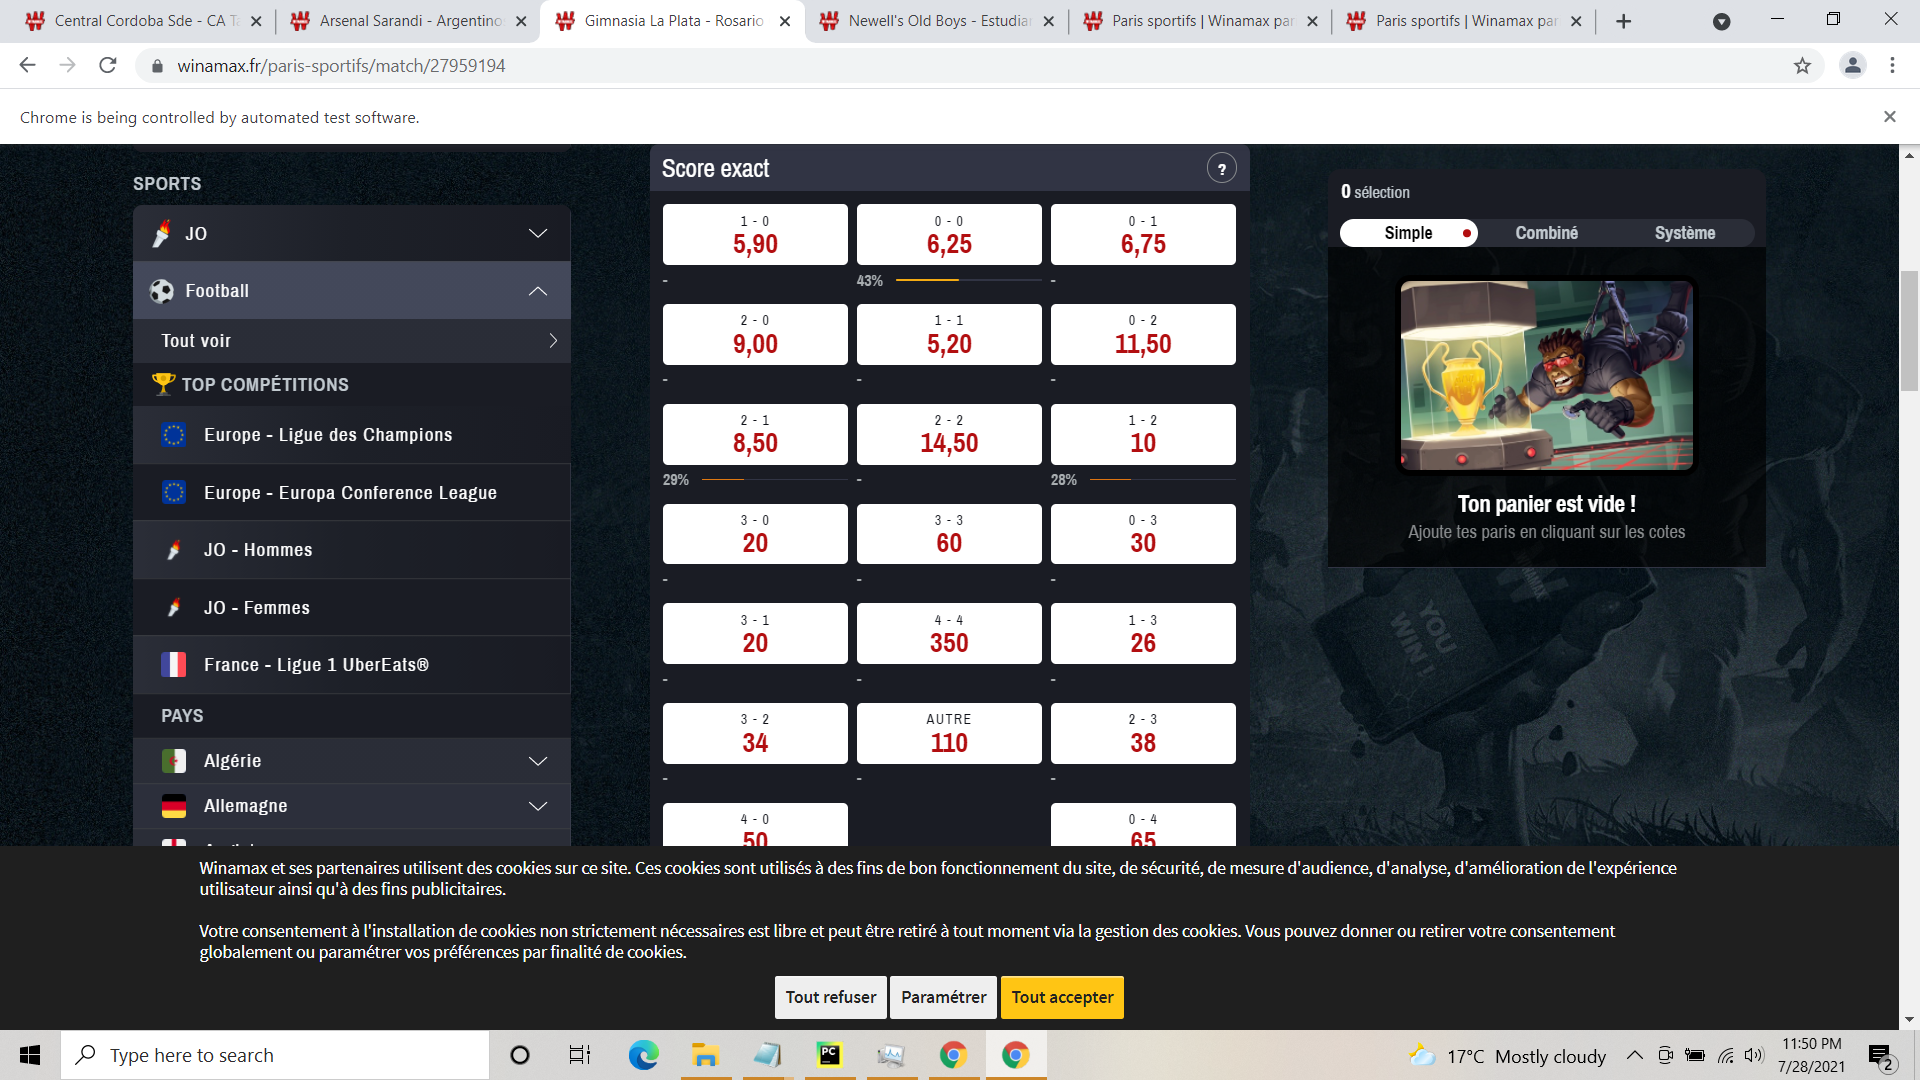 Central Cordoba Sde - CA Ta
Arsenal Sarandi - Argentino
Gimnasia La Plata - Rosario
Newell's Old Boys - Estudian
Paris sportifs | Winamax par
Paris sportifs | Winamax par
winamax.fr/paris-sportifs/match/27959194
Chrome is being controlled by automated test software.
SPORTS
JO
Football
Tout voir
TOP COMPÉTITIONS
Europe - Ligue des Champions
Europe - Europa Conference League
JO - Hommes
JO - Femmes
France - Ligue 1 UberEats®
PAYS
Algérie
Allemagne
Score exact
?
1 - 0
5,90
-
0 - 0
6,25
43%
0 - 1
6,75
-
2 - 0
9,00
-
1 - 1
5,20
-
0 - 2
11,50
-
2 - 1
8,50
29%
2 - 2
14,50
-
1 - 2
10
28%
3 - 0
20
-
3 - 3
60
-
0 - 3
30
-
3 - 1
20
-
4 - 4
350
-
1 - 3
26
-
3 - 2
34
-
AUTRE
110
-
2 - 3
38
-
4 - 0
50
0 - 4
65
0 sélection
Simple
Combiné
Système
Ton panier est vide !
Ajoute tes paris en cliquant sur les cotes
YOU
WIN !
Winamax et ses partenaires utilisent des cookies sur ce site. Ces cookies sont utilisés à des fins de bon fonctionnement du site, de sécurité, de mesure d'audience, d'analyse, d'amélioration de l'expérience
utilisateur ainsi qu'à des fins publicitaires.
Votre consentement à l'installation de cookies non strictement nécessaires est libre et peut être retiré à tout moment via la gestion des cookies. Vous pouvez donner ou retirer votre consentement
globalement ou paramétrer vos préférences par finalité de cookies.
Tout refuser
Paramétrer
Tout accepter
Type here to search
PC
17°C Mostly cloudy
11:50 PM
7/28/2021
2